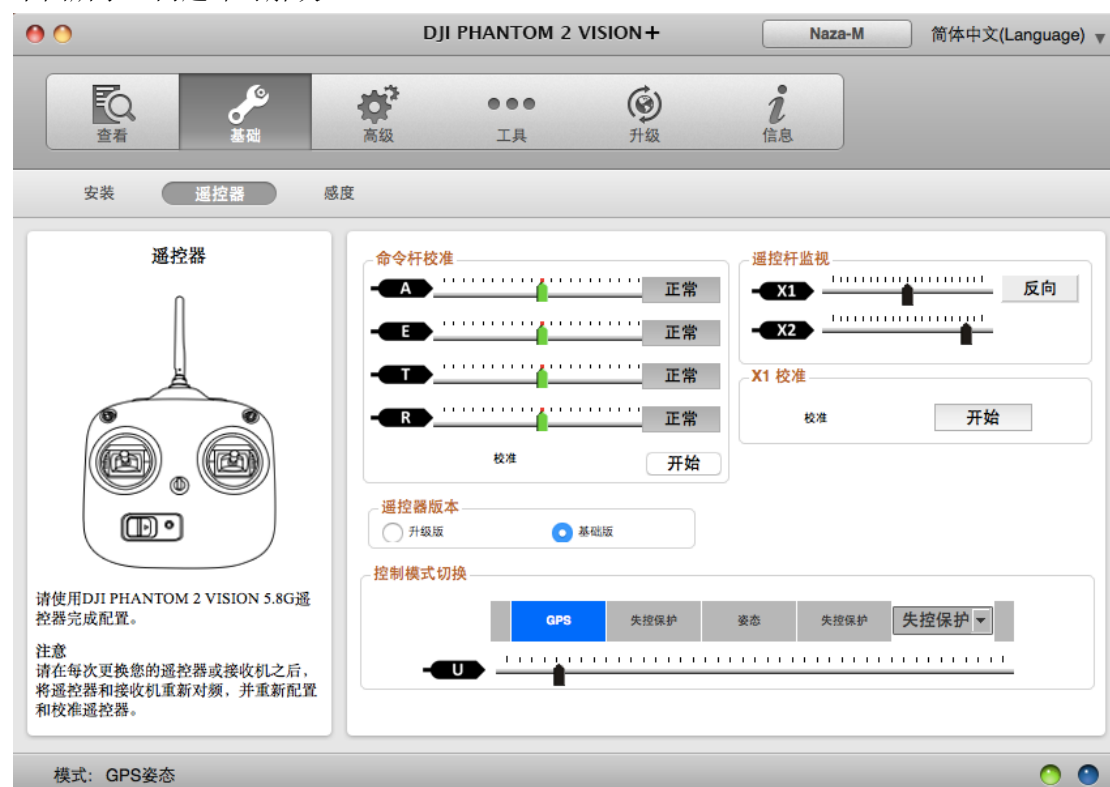 DJI PHANTOM 2 VISION+
Naza-M
简体中文(Language)
查看
基础
高级
工具
升级
信息
安装
遥控器
感度
遥控器
请使用DJI PHANTOM 2 VISION 5.8G遥
控器完成配置。
注意
请在每次更换您的遥控器或接收机之后，
将遥控器和接收机重新对频，并重新配置
和校准遥控器。
命令杆校准
A 正常
E 正常
T 正常
R 正常
校准 开始
遥控杆监视
X1 反向
X2
X1 校准
校准 开始
遥控器版本
升级版 基础版
控制模式切换
GPS 失控保护 姿态 失控保护 失控保护
U
模式: GPS姿态